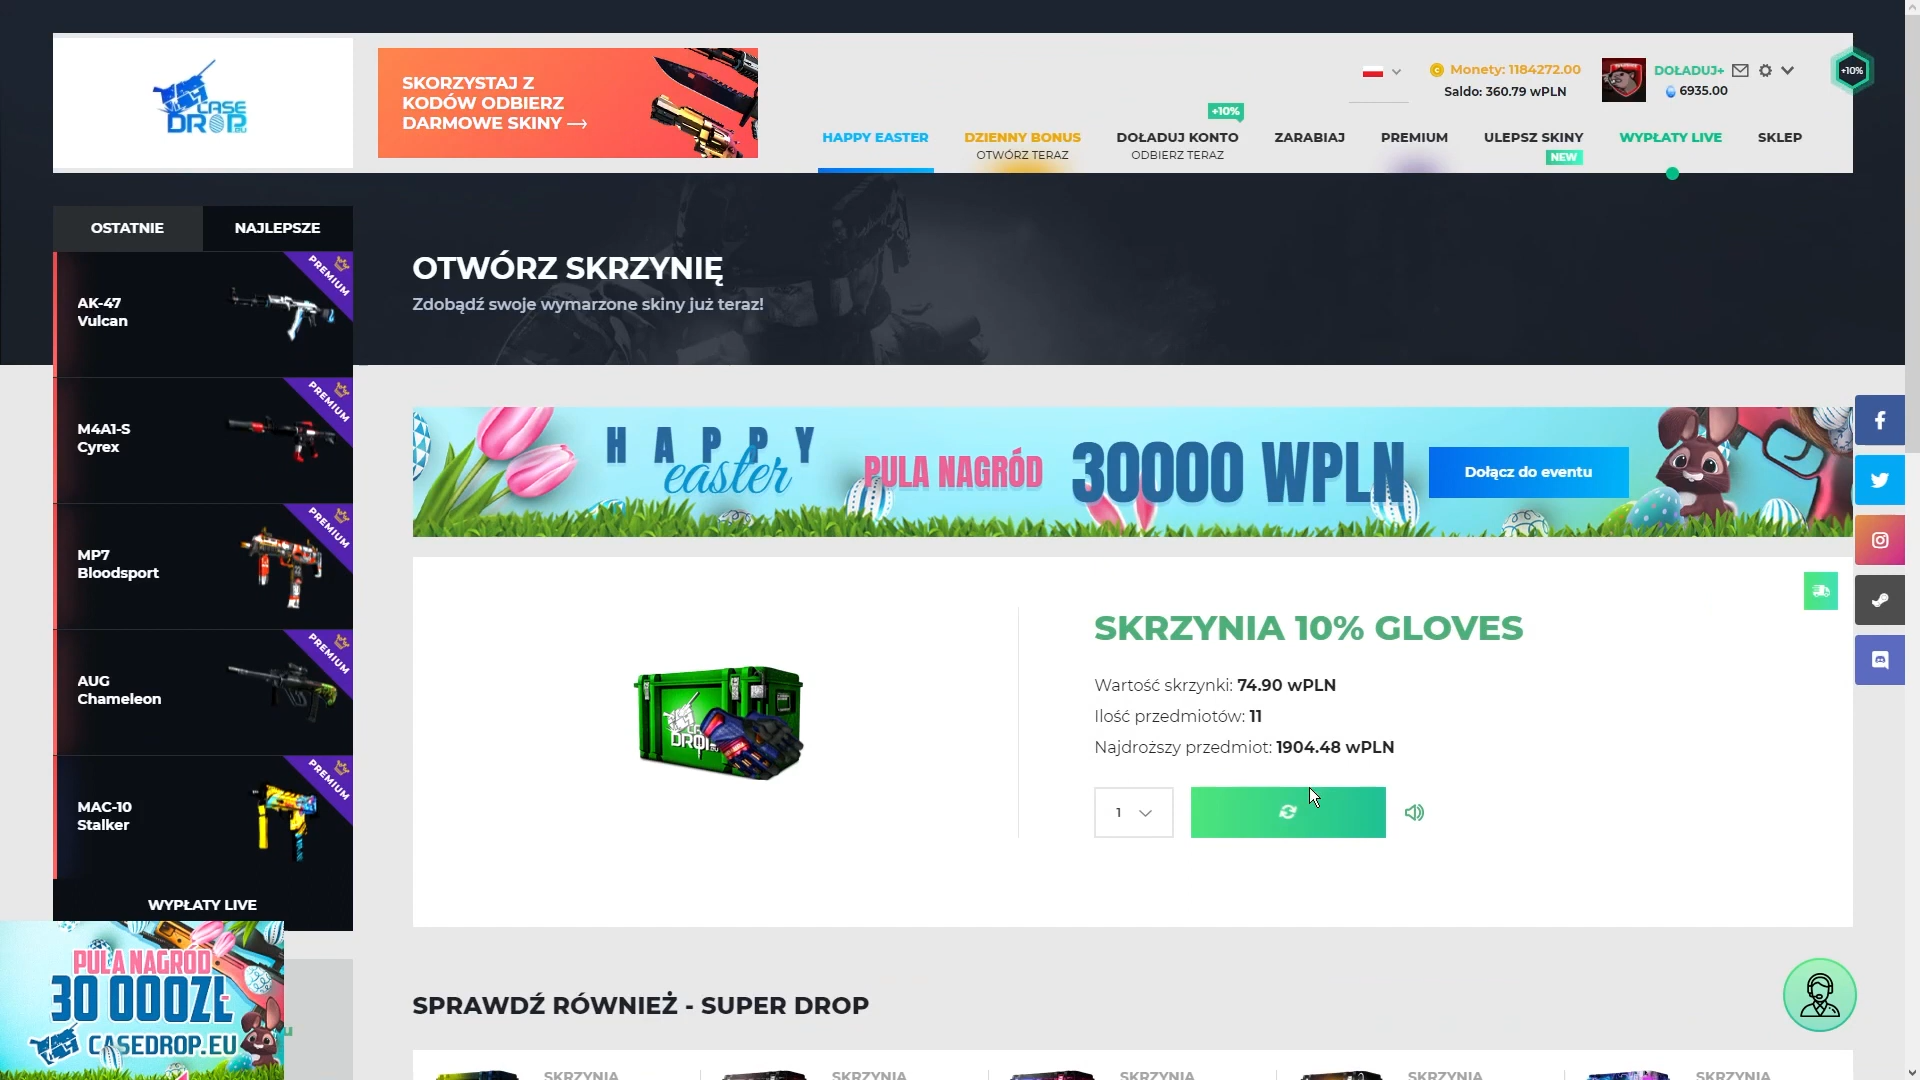 CASE
DROP
.EU
SKORZYSTAJ Z
KODÓW ODBIERZ
DARMOWE SKINY →
Monety: 1184272.00
Saldo: 360.79 wPLN
DOŁADUJ+
6935.00
+10%
+10%
HAPPY EASTER
DZIENNY BONUS
OTWÓRZ TERAZ
DOŁADUJ KONTO
ODBIERZ TERAZ
ZARABIAJ
PREMIUM
ULEPSZ SKINY
NEW
WYPŁATY LIVE
SKLEP
OSTATNIE
NAJLEPSZE
OTWÓRZ SKRZYNIĘ
Zdobądź swoje wymarzone skiny już teraz!
PREMIUM
AK-47
Vulcan
PREMIUM
M4A1-S
Cyrex
PREMIUM
MP7
Bloodsport
PREMIUM
AUG
Chameleon
PREMIUM
MAC-10
Stalker
WYPŁATY LIVE
HAPPY
easter
PULA NAGRÓD
30000 WPLN
Dołącz do eventu
SKRZYNIA 10% GLOVES
Wartość skrzynki: 74.90 wPLN
Ilość przedmiotów: 11
Najdroższy przedmiot: 1904.48 wPLN
1
PULA NAGRÓD
30 000ZŁ
CASEDROP.EU
SPRAWDŹ RÓWNIEŻ - SUPER DROP
SKRZYNIA
SKRZYNIA
SKRZYNIA
SKRZYNIA
SKRZYNIA